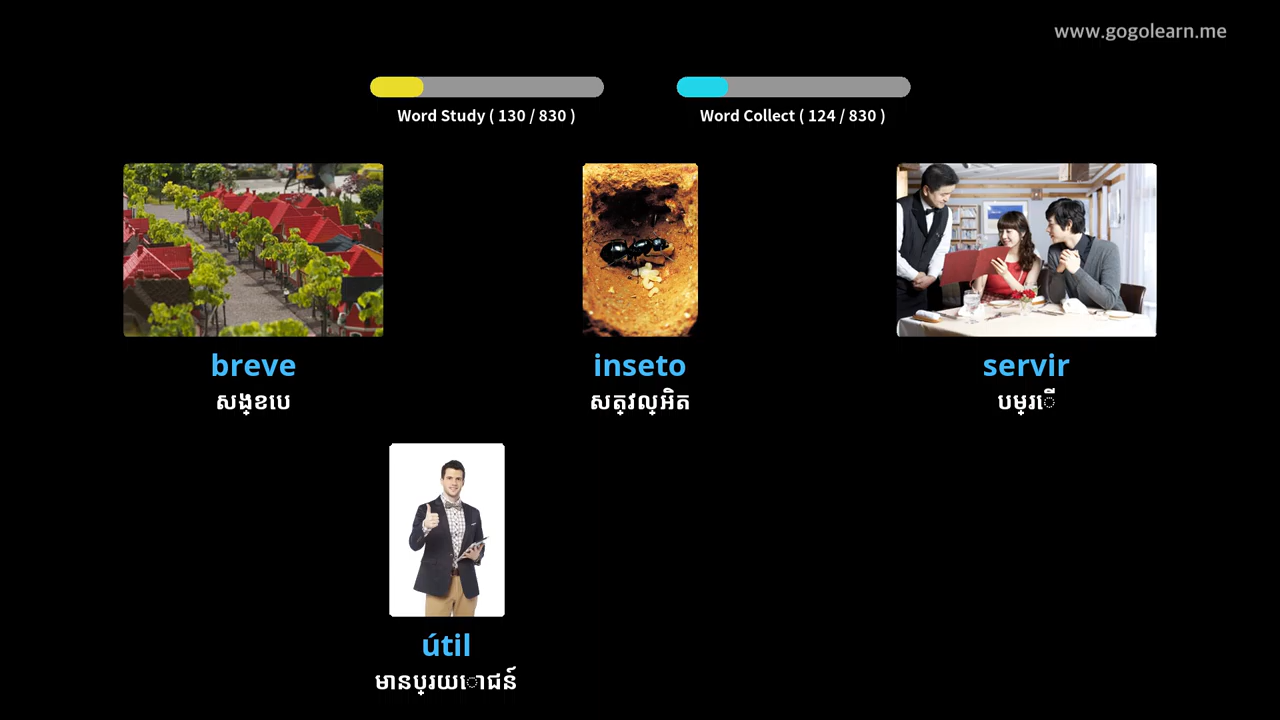 www.gogolearn.me
Word Study ( 130 / 830 )
Word Collect ( 124 / 830 )
breve
inseto
servir
សង្ខេប
សត្វល្អិត
បម្រើ
útil
មានប្រយោជន៍